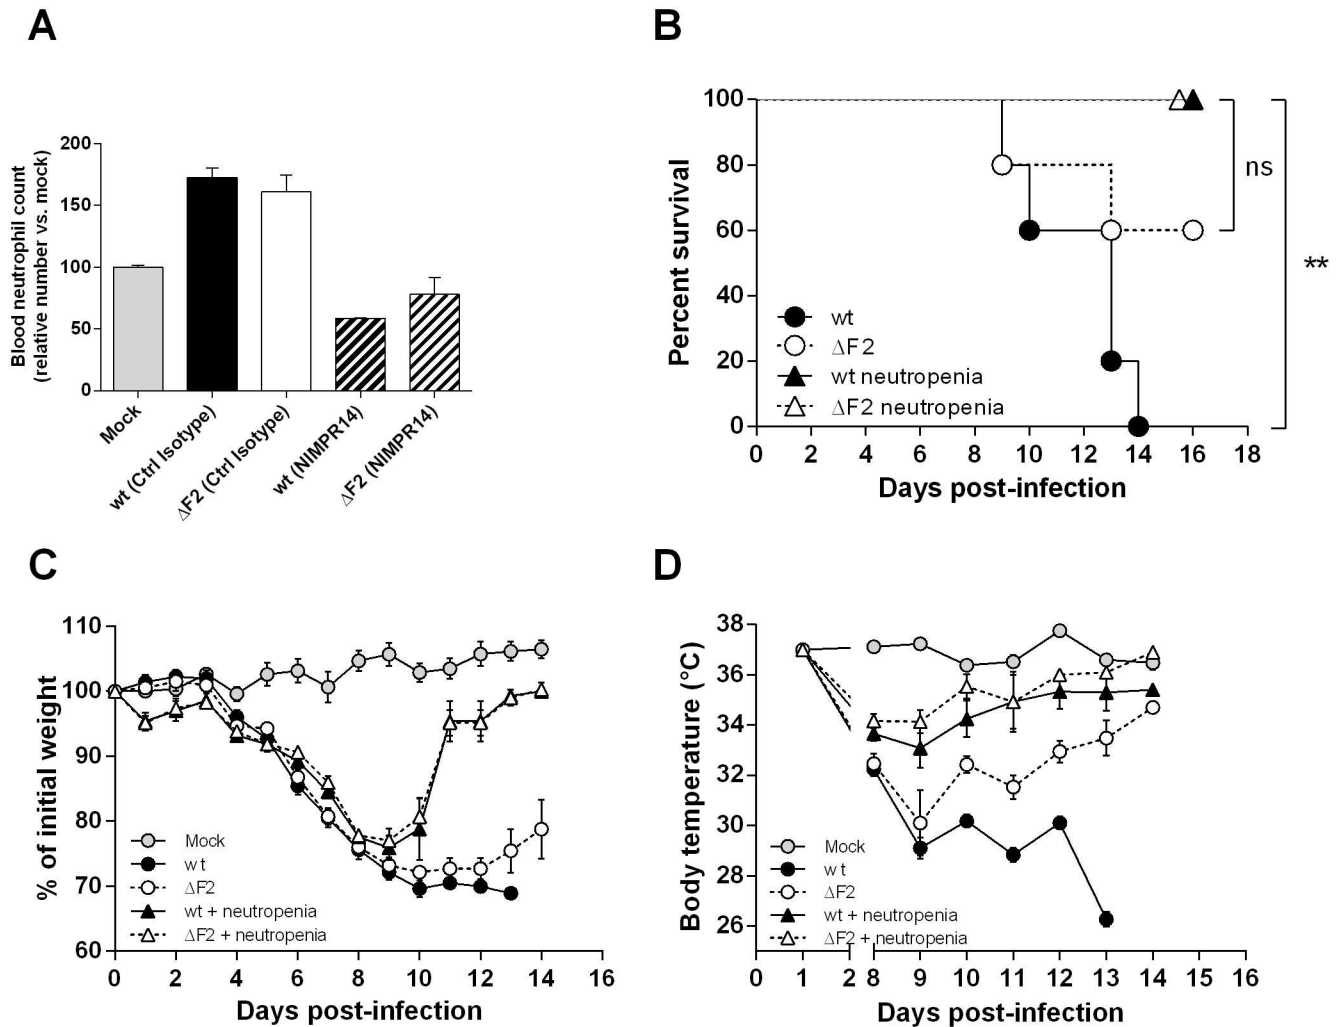 A
Blood neutrophil count
(relative number vs. mock)
200
150
100
50
0
Mock
wt (Ctrl Isotype)
ΔF2 (Ctrl Isotype)
wt (NIMPR14)
ΔF2 (NIMPR14)
B
Percent survival
100
80
60
40
20
0
wt
ΔF2
wt neutropenia
ΔF2 neutropenia
ns
**
0 2 4 6 8 10 12 14 16 18
Days post-infection
C
% of initial weight
110
100
90
80
70
60
Mock
wt
ΔF2
wt + neutropenia
ΔF2 + neutropenia
0 2 4 6 8 10 12 14 16
Days post-infection
D
Body temperature (°C)
38
36
34
32
30
28
26
Mock
wt
ΔF2
wt + neutropenia
ΔF2 + neutropenia
0 1 2 8 9 10 11 12 13 14 15 16
Days post-infection